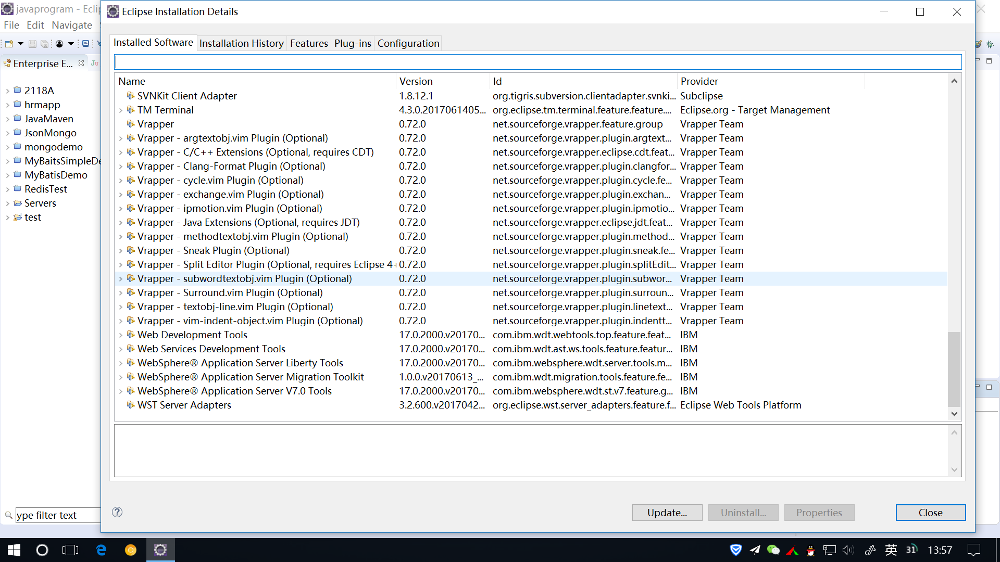 javaprogram - Ecli
Eclipse Installation Details
File Edit Navigate
Installed Software Installation History Features Plug-ins Configuration
Enterprise E... Ju
Name Version Id Provider
2118A
hrmapp
JavaMaven
JsonMongo
mongodemo
MyBaitsSimpleDe
MyBatisDemo
RedisTest
Servers
test
SVNKit Client Adapter 1.8.12.1 org.tigris.subversion.clientadapter.svnki... Subclipse
TM Terminal 4.3.0.2017061405... org.eclipse.tm.terminal.feature.feature.... Eclipse.org - Target Management
Vrapper 0.72.0 net.sourceforge.vrapper.feature.group Vrapper Team
Vrapper - argtextobj.vim Plugin (Optional) 0.72.0 net.sourceforge.vrapper.plugin.argtext... Vrapper Team
Vrapper - C/C++ Extensions (Optional, requires CDT) 0.72.0 net.sourceforge.vrapper.eclipse.cdt.feat... Vrapper Team
Vrapper - Clang-Format Plugin (Optional) 0.72.0 net.sourceforge.vrapper.plugin.clangfor... Vrapper Team
Vrapper - cycle.vim Plugin (Optional) 0.72.0 net.sourceforge.vrapper.plugin.cycle.fe... Vrapper Team
Vrapper - exchange.vim Plugin (Optional) 0.72.0 net.sourceforge.vrapper.plugin.exchan... Vrapper Team
Vrapper - ipmotion.vim Plugin (Optional) 0.72.0 net.sourceforge.vrapper.plugin.ipmotio... Vrapper Team
Vrapper - Java Extensions (Optional, requires JDT) 0.72.0 net.sourceforge.vrapper.eclipse.jdt.feat... Vrapper Team
Vrapper - methodtextobj.vim Plugin (Optional) 0.72.0 net.sourceforge.vrapper.plugin.method... Vrapper Team
Vrapper - Sneak Plugin (Optional) 0.72.0 net.sourceforge.vrapper.plugin.sneak.fe... Vrapper Team
Vrapper - Split Editor Plugin (Optional, requires Eclipse 4+ 0.72.0 net.sourceforge.vrapper.plugin.splitEdit... Vrapper Team
Vrapper - subwordtextobj.vim Plugin (Optional) 0.72.0 net.sourceforge.vrapper.plugin.subwor... Vrapper Team
Vrapper - Surround.vim Plugin (Optional) 0.72.0 net.sourceforge.vrapper.plugin.surroun... Vrapper Team
Vrapper - textobj-line.vim Plugin (Optional) 0.72.0 net.sourceforge.vrapper.plugin.linetext... Vrapper Team
Vrapper - vim-indent-object.vim Plugin (Optional) 0.72.0 net.sourceforge.vrapper.plugin.indentt... Vrapper Team
Web Development Tools 17.0.2000.v20170... com.ibm.wdt.webtools.top.feature.feat... IBM
Web Services Development Tools 17.0.2000.v20170... com.ibm.wdt.ast.ws.tools.feature.featur... IBM
WebSphere® Application Server Liberty Tools 17.0.2000.v20170... com.ibm.websphere.wdt.server.tools.m... IBM
WebSphere® Application Server Migration Toolkit 1.0.0.v20170613_... com.ibm.wdt.migration.tools.feature.fe... IBM
WebSphere® Application Server V7.0 Tools 17.0.2000.v20170... com.ibm.websphere.wdt.st.v7.feature.g... IBM
WST Server Adapters 3.2.600.v2017042... org.eclipse.wst.server_adapters.feature.f... Eclipse Web Tools Platform
ype filter text
Update... Uninstall... Properties Close
英 31 13:57